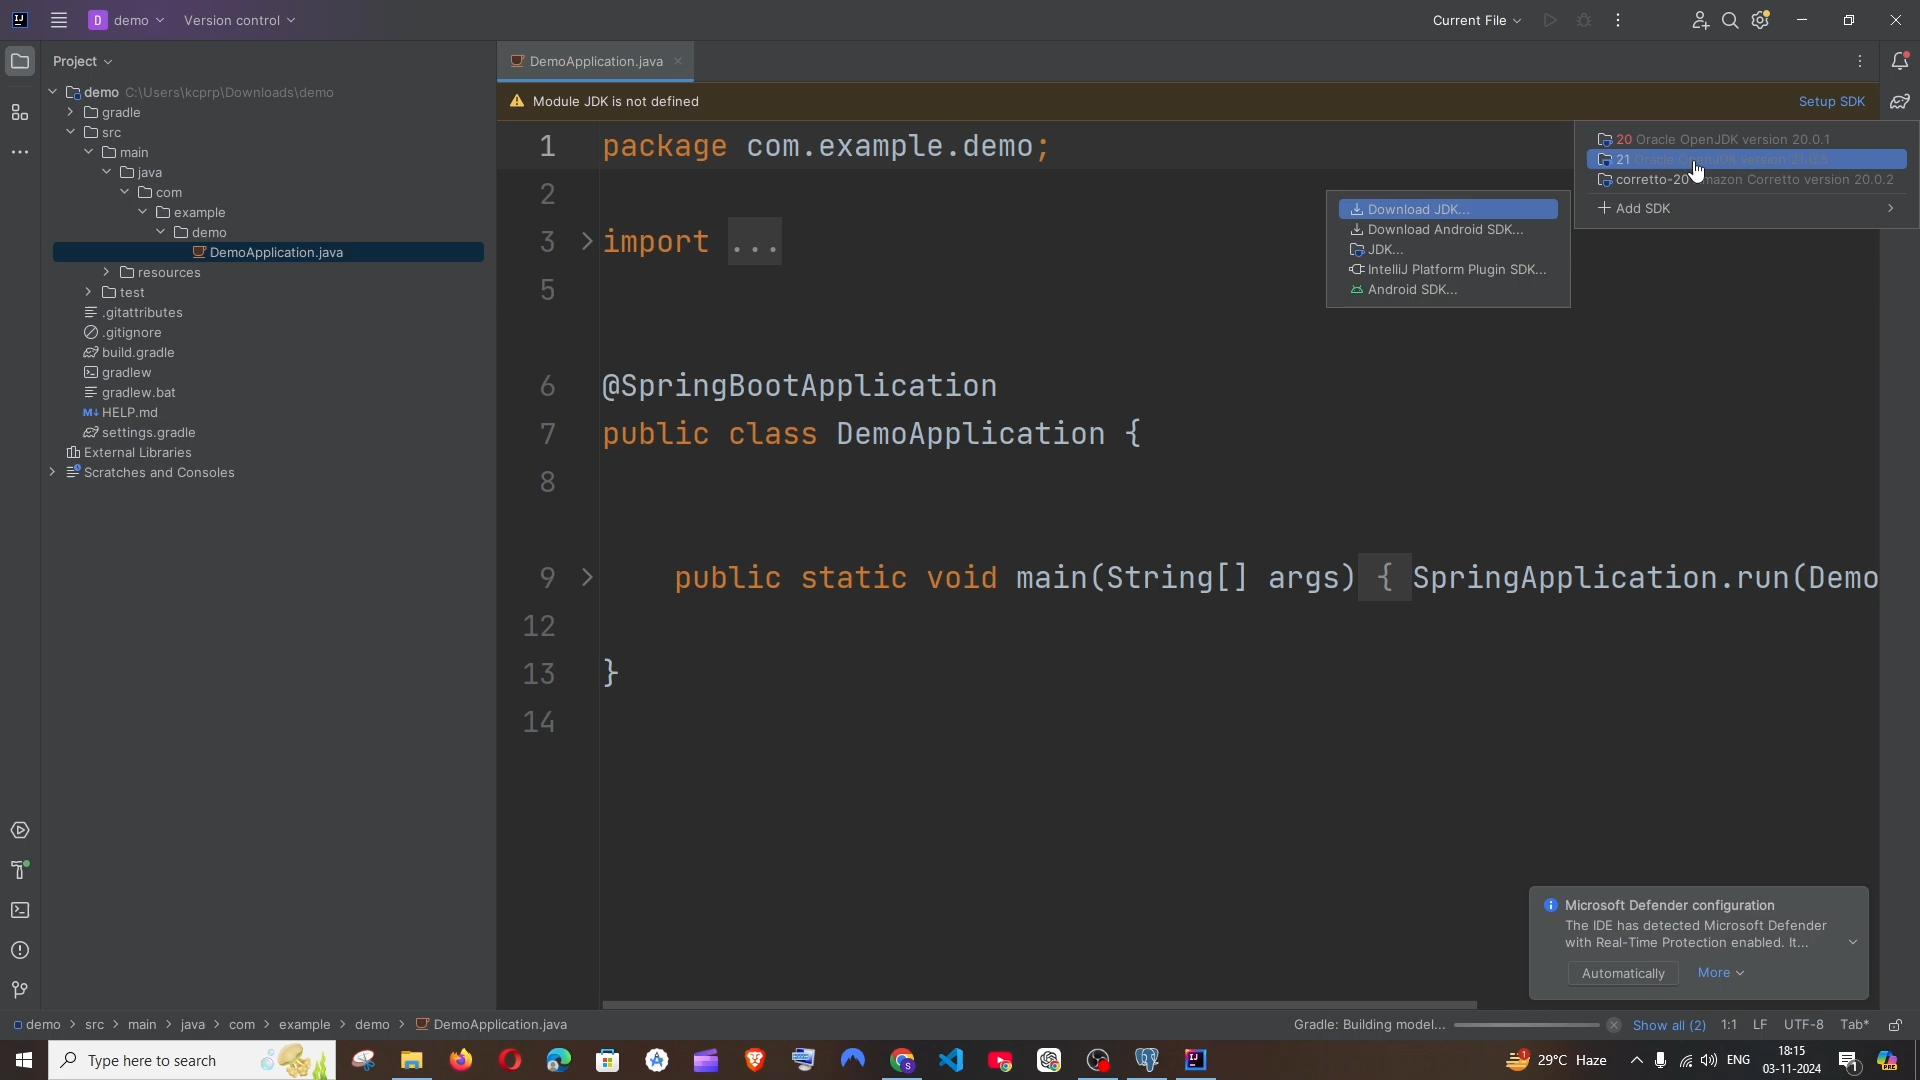 D demo Version control Current File
Project
DemoApplication.java
demo C:\Users\kcprp\Downloads\demo
Module JDK is not defined Setup SDK
gradle
src
main
java
com
example
demo
DemoApplication.java
resources
test
.gitattributes
.gitignore
build.gradle
gradlew
gradlew.bat
HELP.md
settings.gradle
External Libraries
Scratches and Consoles
1 package com.example.demo;
2
3 import ...
5
6 @SpringBootApplication
7 public class DemoApplication {
8
9 public static void main(String[] args) { SpringApplication.run(Demo
12
13 }
14
20 Oracle OpenJDK version 20.0.1
21 Oracle OpenJDK version
corretto-20 Amazon Corretto version 20.0.2
Add SDK
Download JDK...
Download Android SDK...
JDK...
IntelliJ Platform Plugin SDK...
Android SDK...
Microsoft Defender configuration
The IDE has detected Microsoft Defender
with Real-Time Protection enabled. It...
Automatically More
demo > src > main > java > com > example > demo > DemoApplication.java
Gradle: Building model... Show all (2) 1:1 LF UTF-8 Tab*
Type here to search
29°C Haze ENG
18:15
03-11-2024